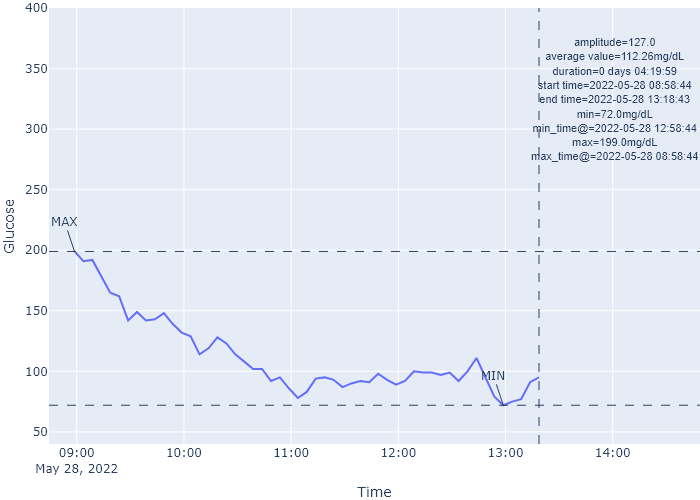 400
350
300
250
200
150
100
50
Glucose
MAX
MIN
amplitude=127.0
average value=112.26mg/dL
duration=0 days 04:19:59
start time=2022-05-28 08:58:44
end time=2022-05-28 13:18:43
min=72.0mg/dL
min_time@=2022-05-28 12:58:44
max=199.0mg/dL
max_time@=2022-05-28 08:58:44
09:00 10:00 11:00 12:00 13:00 14:00
May 28, 2022
Time